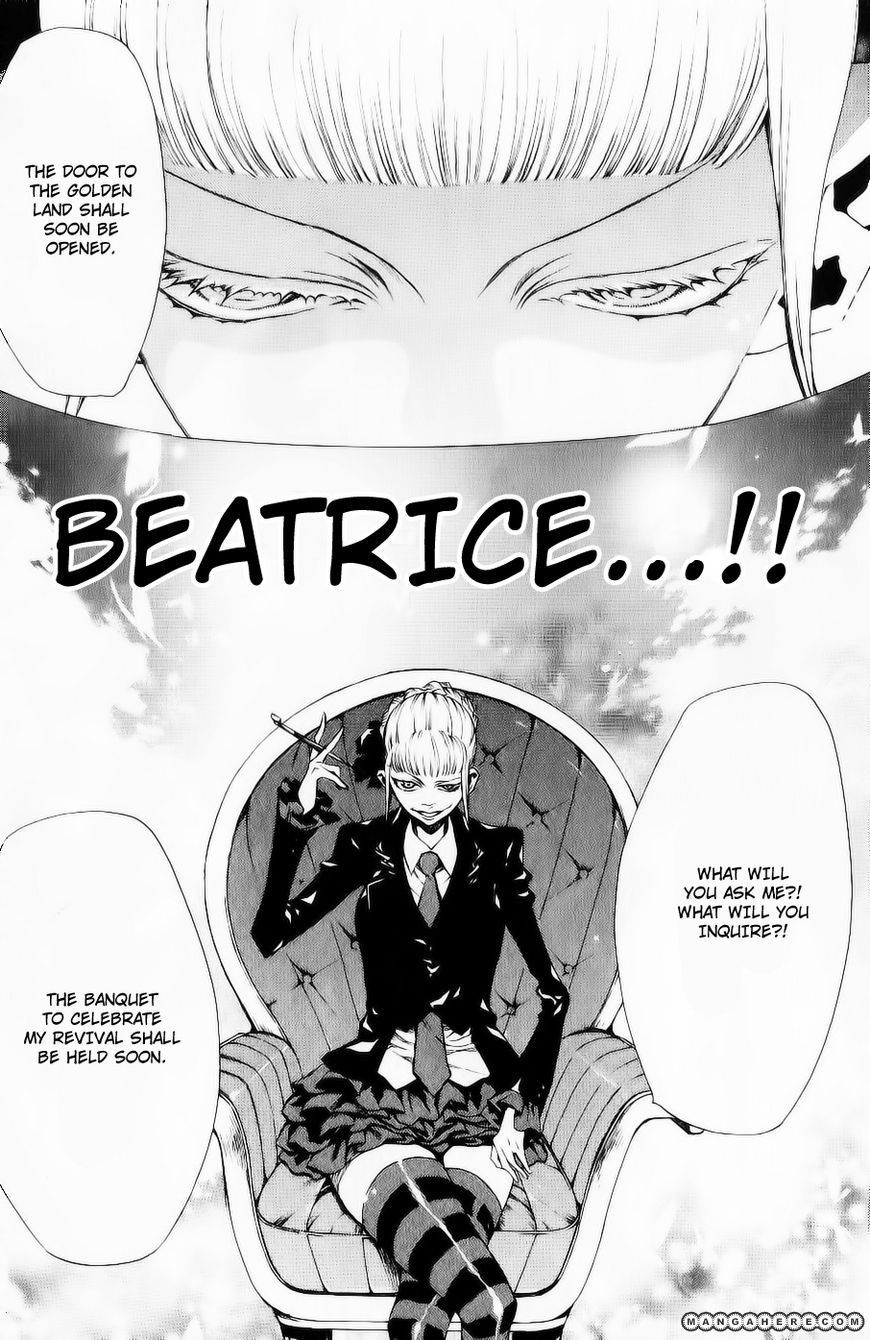 THE DOOR TO
THE GOLDEN
LAND SHALL
SOON BE
OPENED.
BEATRICE...!!
WHAT WILL
YOU ASK ME?!
WHAT WILL YOU
INQUIRE?!
THE BANQUET
TO CELEBRATE
MY REVIVAL SHALL
BE HELD SOON.
MANGAHERE.COM